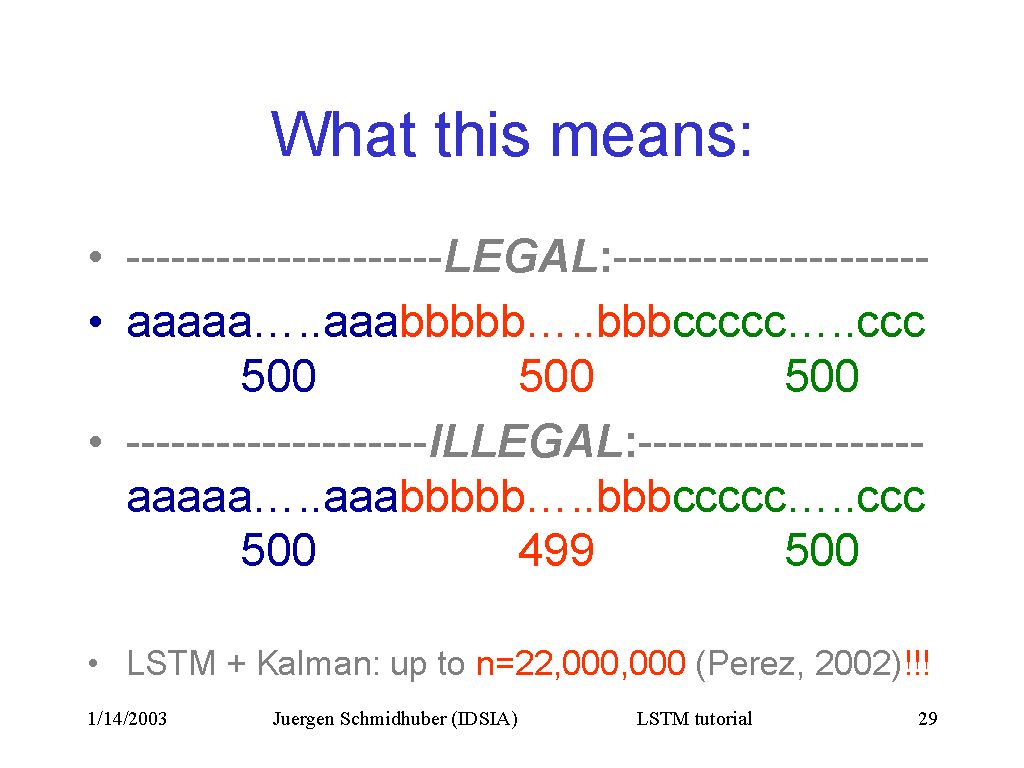 What this means:
• ---------------------LEGAL:---------------------
• aaaaa…..aaabbbbb…..bbbccccc…..ccc
500 500 500
• --------------------ILLEGAL:-------------------
aaaaa…..aaabbbbb…..bbbccccc…..ccc
500 499 500
• LSTM + Kalman: up to n=22,000,000 (Perez, 2002)!!!
1/14/2003 Juergen Schmidhuber (IDSIA) LSTM tutorial 29